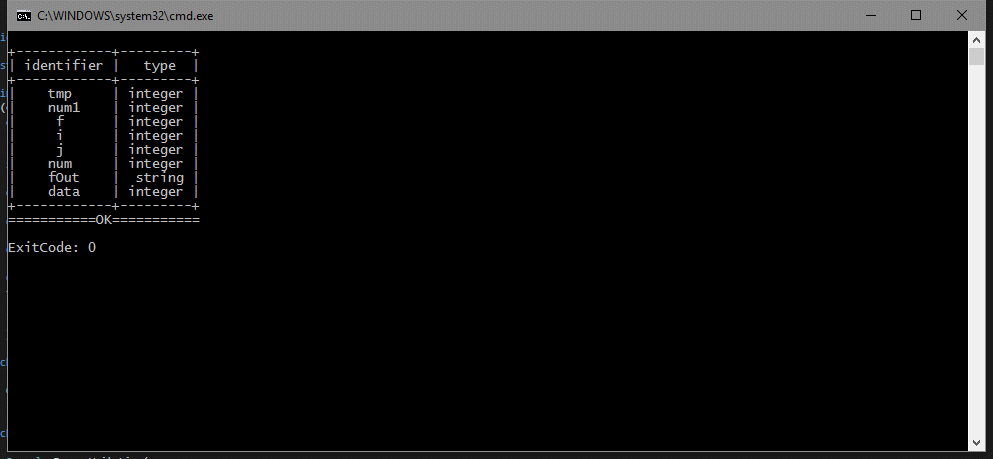 C:\WINDOWS\system32\cmd.exe
+------------+---------+
| identifier |   type  |
+------------+---------+
|    tmp     | integer |
|    num1    | integer |
|     f      | integer |
|     i      | integer |
|     j      | integer |
|    num     | integer |
|    fOut    |  string |
|    data    | integer |
+------------+---------+
===========OK===========
ExitCode: 0